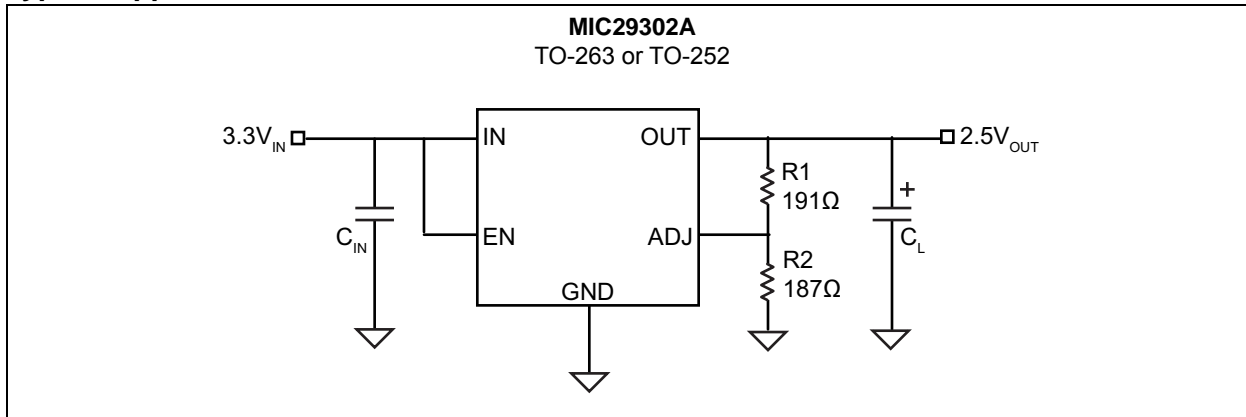 MIC29302A
TO-263 or TO-252
3.3V_IN
IN
OUT
2.5V_OUT
R1
191Ω
+
C_IN
EN
ADJ
C_L
R2
187Ω
GND